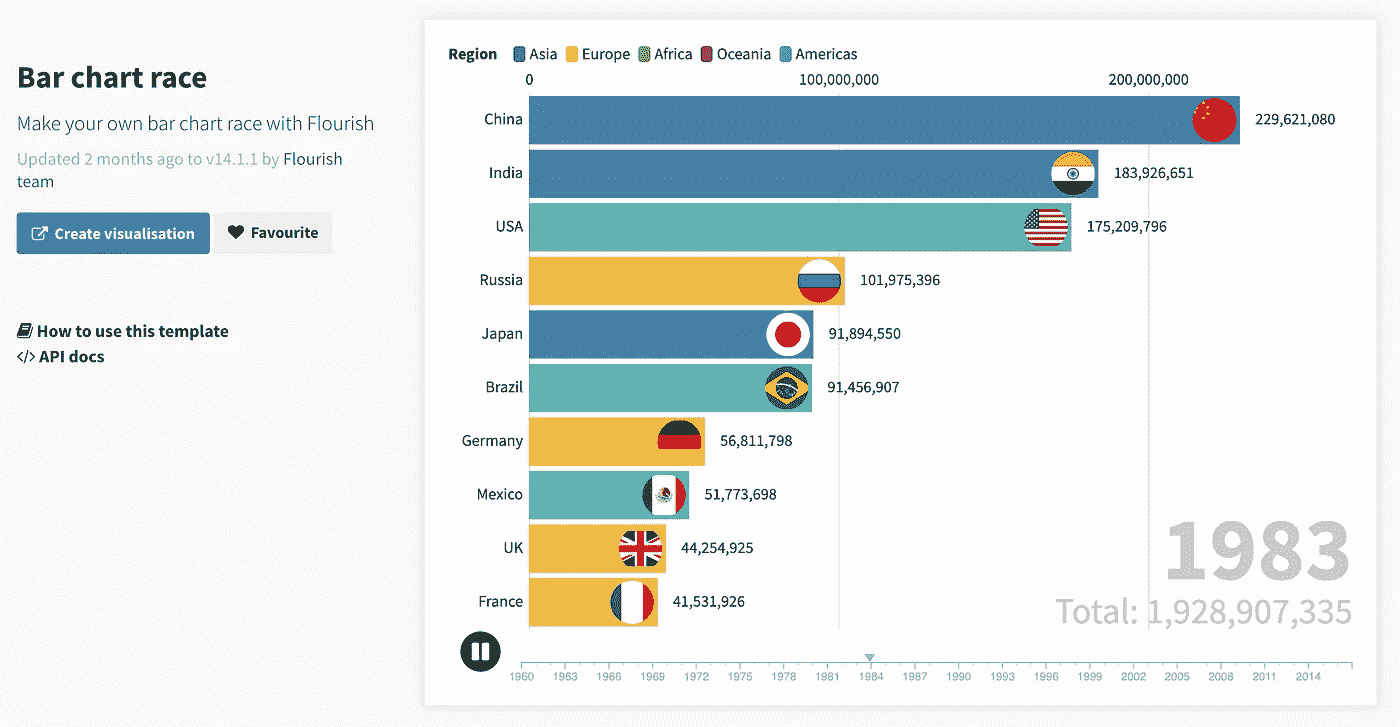 Bar chart race
Make your own bar chart race with Flourish
Updated 2 months ago to v14.1.1 by Flourish
team
Create visualisation
Favourite
How to use this template
</> API docs
Region Asia Europe Africa Oceania Americas
0 100,000,000 200,000,000
China 229,621,080
India 183,926,651
USA 175,209,796
Russia 101,975,396
Japan 91,894,550
Brazil 91,456,907
Germany 56,811,798
Mexico 51,773,698
UK 44,254,925
France 41,531,926
1983
Total: 1,928,907,335
1960 1963 1966 1969 1972 1975 1978 1981 1984 1987 1990 1993 1996 1999 2002 2005 2008 2011 2014